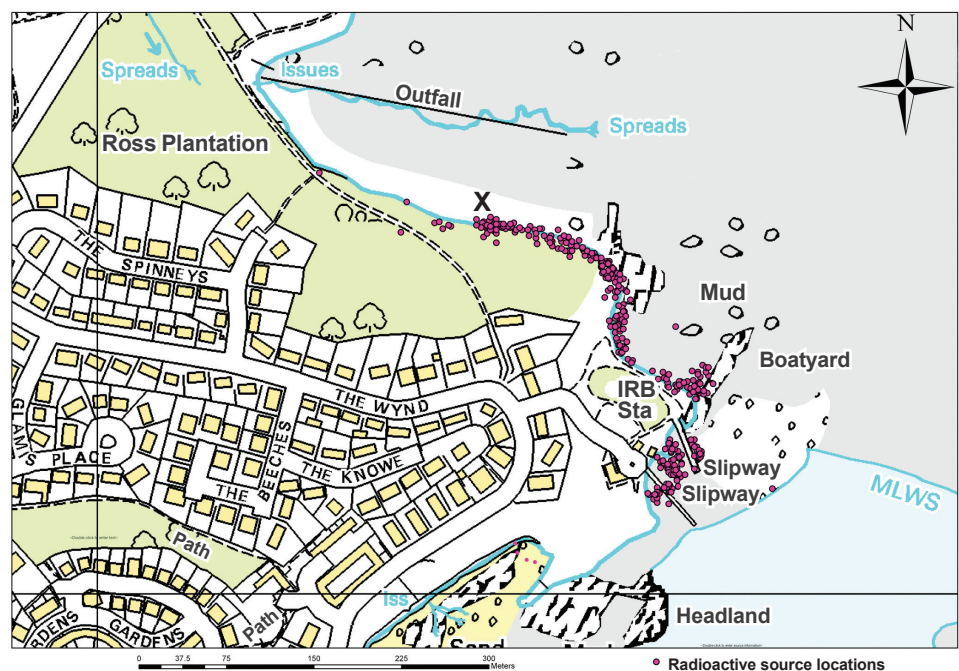 N
Spreads
Issues
Outfall
Spreads
Ross Plantation
X
THE SPINNEYS
Mud
Boatyard
IRB
Sta
THE WYND
GLAMIS PLACE
THE BEECHES
THE KNOWE
Slipway
Slipway
MLWS
Path
Iss
Headland
Path
GARDENS
Sand
0 37.5 75 150 225 300
Meters
Radioactive source locations